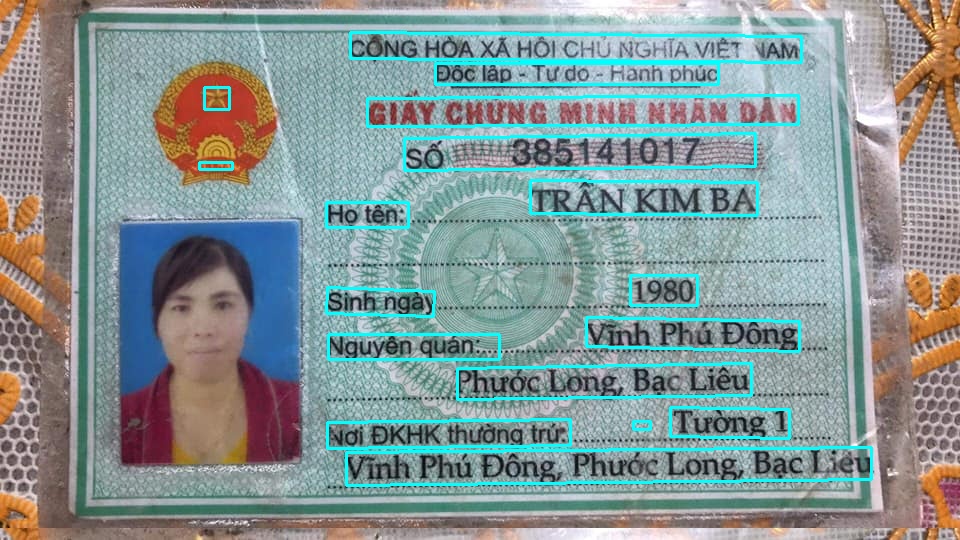 CỘNG HÒA XÃ HỘI CHỦ NGHĨA VIỆT NAM
Độc lập - Tự do - Hạnh phúc
GIẤY CHỨNG MINH NHÂN DÂN
SỐ 385141017
Họ tên: TRẦN KIM BA
Sinh ngày 1980
Nguyên quán: Vĩnh Phú Đông
Phước Long, Bạc Liêu
Nơi ĐKHK thường trú: Tường 1
Vĩnh Phú Đông, Phước Long, Bạc Liêu